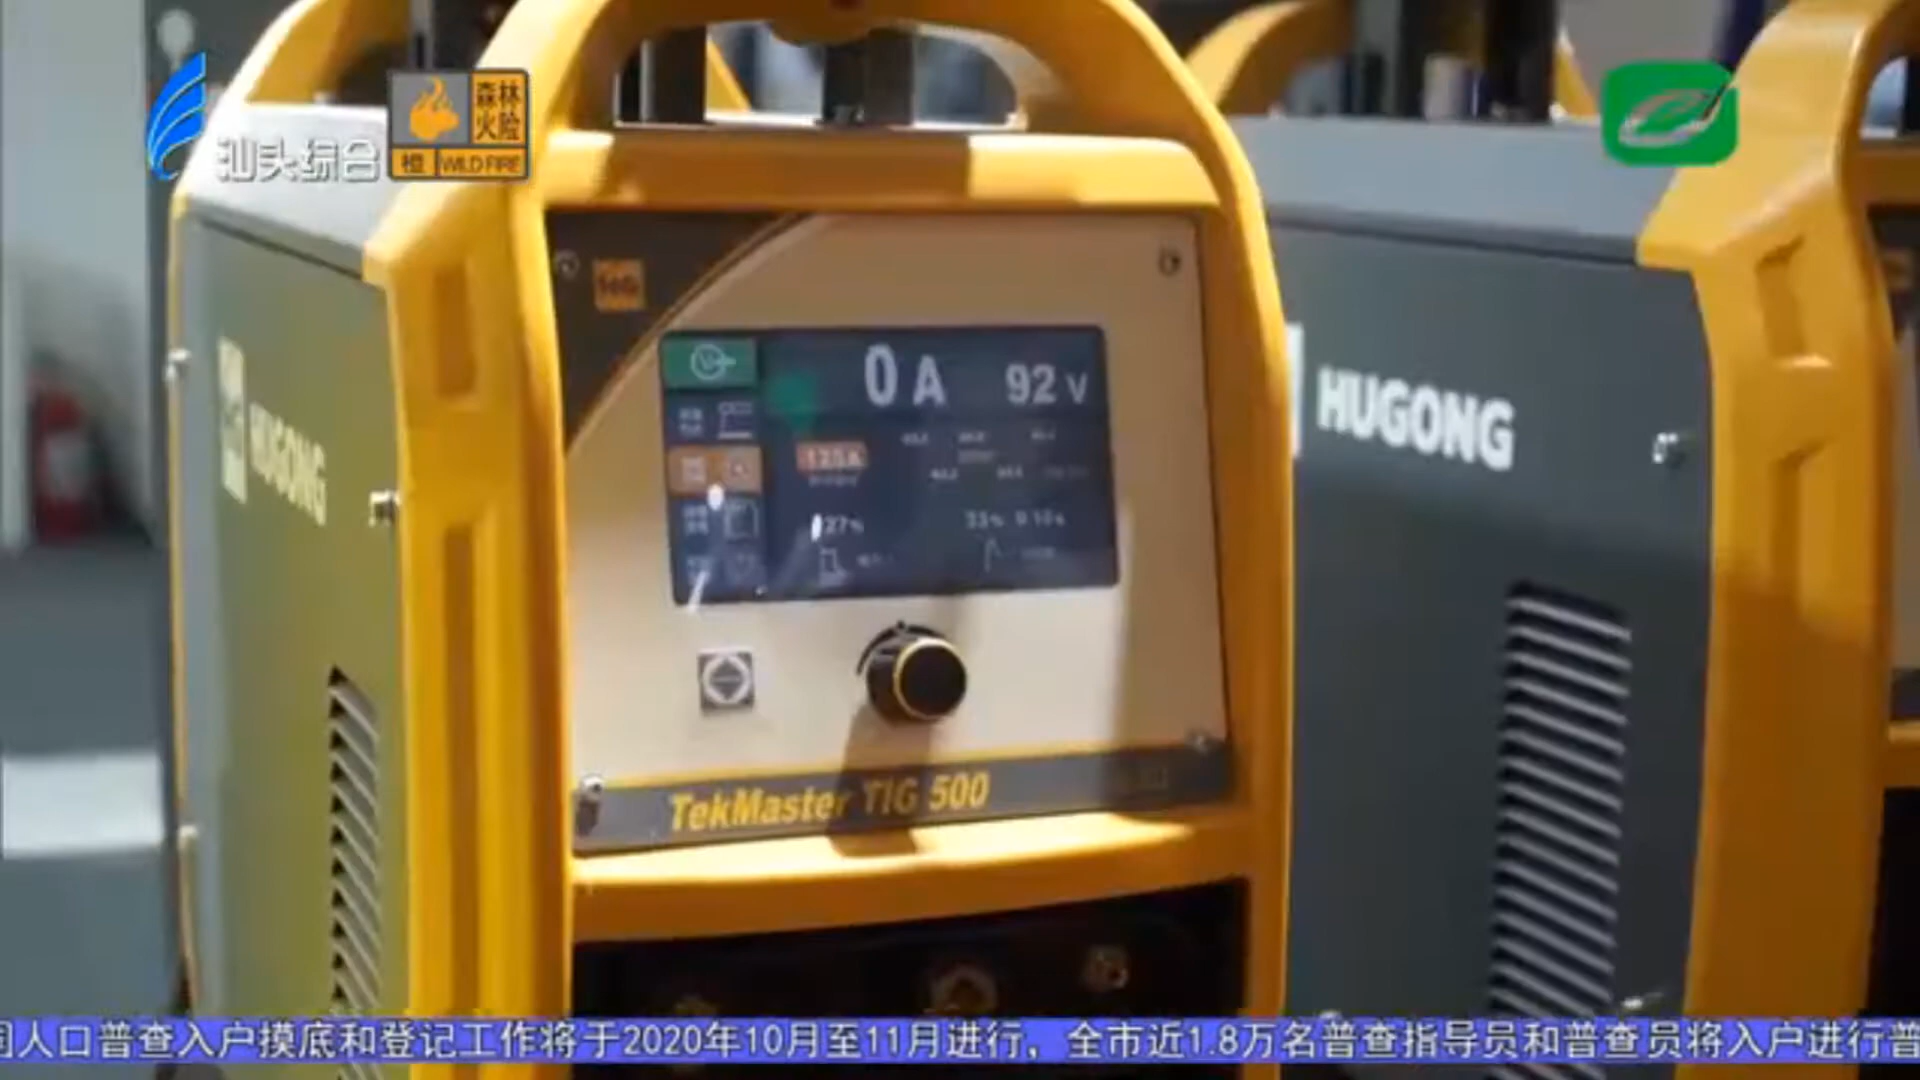 汕头综合
森林
火险
橙 WILD FIRE
0 A 92 V
125A
27%
HUGONG
HUGONG
TekMaster TIG 500
国人口普查入户摸底和登记工作将于2020年10月至11月进行，全市近1.8万名普查指导员和普查员将入户进行普